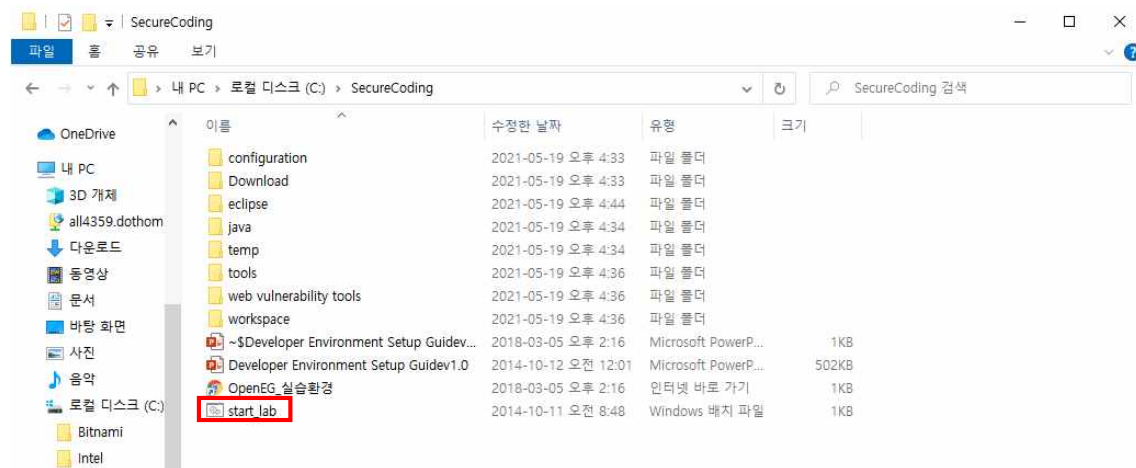 SecureCoding
파일 홈 공유 보기
내 PC › 로컬 디스크 (C:) › SecureCoding
SecureCoding 검색
이름 수정한 날짜 유형 크기
OneDrive
내 PC
3D 개체
all4359.dothom
다운로드
동영상
문서
바탕 화면
사진
음악
로컬 디스크 (C:)
Bitnami
Intel
configuration 2021-05-19 오후 4:33 파일 폴더
Download 2021-05-19 오후 4:33 파일 폴더
eclipse 2021-05-19 오후 4:44 파일 폴더
java 2021-05-19 오후 4:34 파일 폴더
temp 2021-05-19 오후 4:34 파일 폴더
tools 2021-05-19 오후 4:36 파일 폴더
web vulnerability tools 2021-05-19 오후 4:36 파일 폴더
workspace 2021-05-19 오후 4:36 파일 폴더
~$Developer Environment Setup Guidev... 2018-03-05 오후 2:16 Microsoft PowerP... 1KB
Developer Environment Setup Guidev1.0 2014-10-12 오전 12:01 Microsoft PowerP... 502KB
OpenEG_실습환경 2018-03-05 오후 2:16 인터넷 바로 가기 1KB
start_lab 2014-10-11 오전 8:48 Windows 배치 파일 1KB